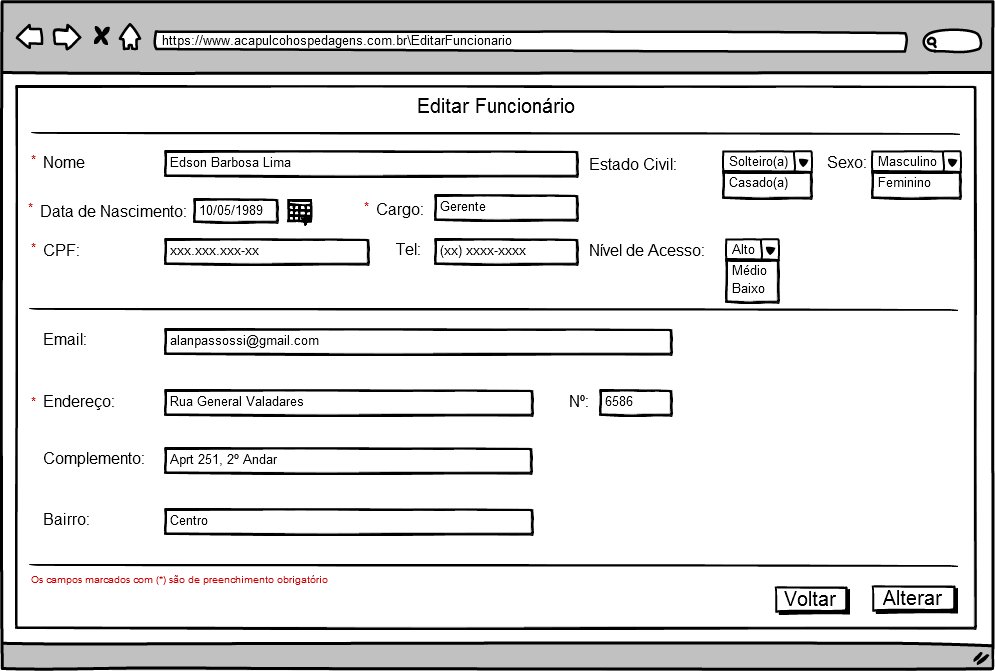 https://www.acapulcohospedagens.com.br\EditarFuncionario
Editar Funcionário
* Nome Edson Barbosa Lima Estado Civil: Solteiro(a) Sexo: Masculino
Casado(a) Feminino
* Data de Nascimento: 10/05/1989 * Cargo: Gerente
* CPF: xxx.xxx.xxx-xx Tel: (xx) xxxx-xxxx Nível de Acesso: Alto
Médio
Baixo
Email: alanpassossi@gmail.com
* Endereço: Rua General Valadares Nº: 6586
Complemento: Aprt 251, 2º Andar
Bairro: Centro
Os campos marcados com (*) são de preenchimento obrigatório
Voltar Alterar